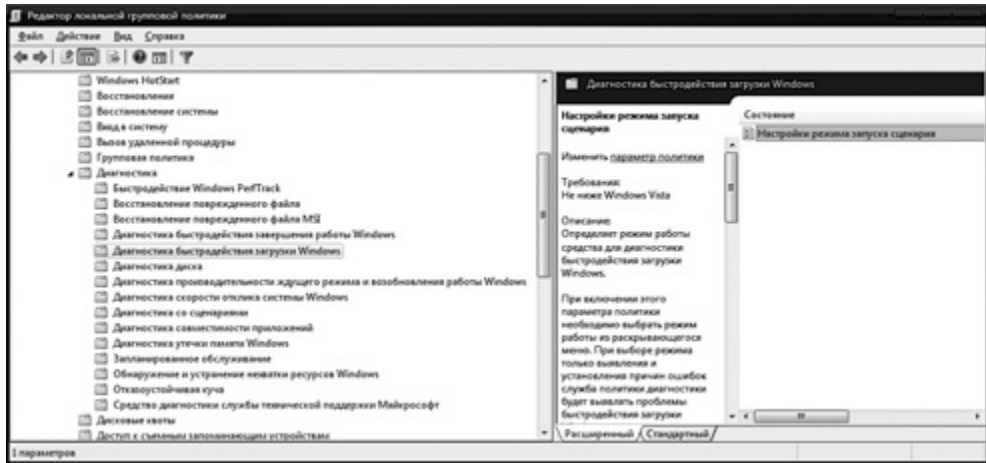 Редактор локальной групповой политики
Файл Действие Вид Справка
Windows HotStart
Восстановление
Восстановление системы
Вход в систему
Вызов удаленной процедуры
Групповая политика
Диагностика
Быстродействие Windows PerfTrack
Восстановление поврежденного файла
Восстановление поврежденного файла MSI
Диагностика быстродействия завершения работы Windows
Диагностика быстродействия загрузки Windows
Диагностика диска
Диагностика производительности ждущего режима и возобновления работы Windows
Диагностика скорости отклика системы Windows
Диагностика со сценариями
Диагностика совместимости приложений
Диагностика утечки памяти Windows
Запланированное обслуживание
Обнаружение и устранение нехватки ресурсов Windows
Отказоустойчивая куча
Средство диагностики службы технической поддержки Майкрософт
Дисковые квоты
Доступ к съемным запоминающим устройствам
Диагностика быстродействия загрузки Windows
Настройки режима запуска
сценария
Изменить параметр политики
Требования:
Не ниже Windows Vista
Описание:
Определяет режим работы
средства для диагностики
быстродействия загрузки
Windows.
При включении этого
параметра политики
необходимо выбрать режим
работы из раскрывающегося
меню. При выборе режима
только выявления и
установления причин ошибок
служба политики диагностики
будет выявлять проблемы
быстродействия загрузки
Состояние
Настройки режима запуска сценария
Расширенный Стандартный
1 параметров